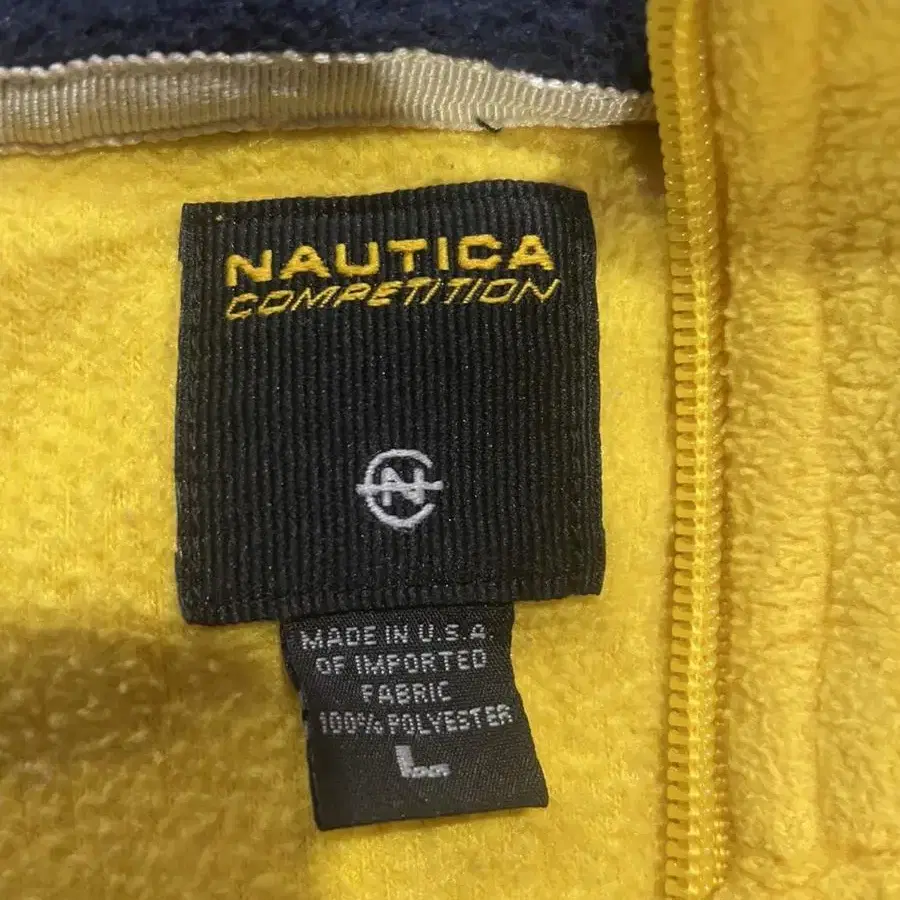 NAUTICA
COMPETITION
N
MADE IN U.S.A.
OF IMPORTED
FABRIC
100% POLYESTER
L